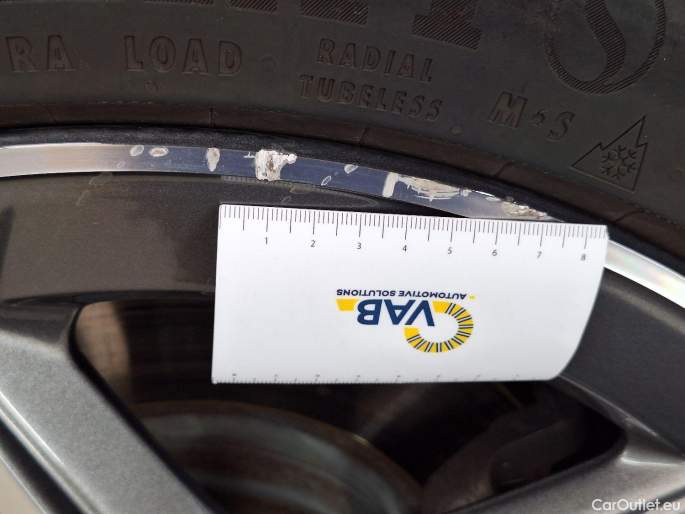 RA LOAD RADIAL
TUBELESS M+S
1 2 3 4 5 6 7 8
VAB
AUTOMOTIVE SOLUTIONS
CarOutlet.eu